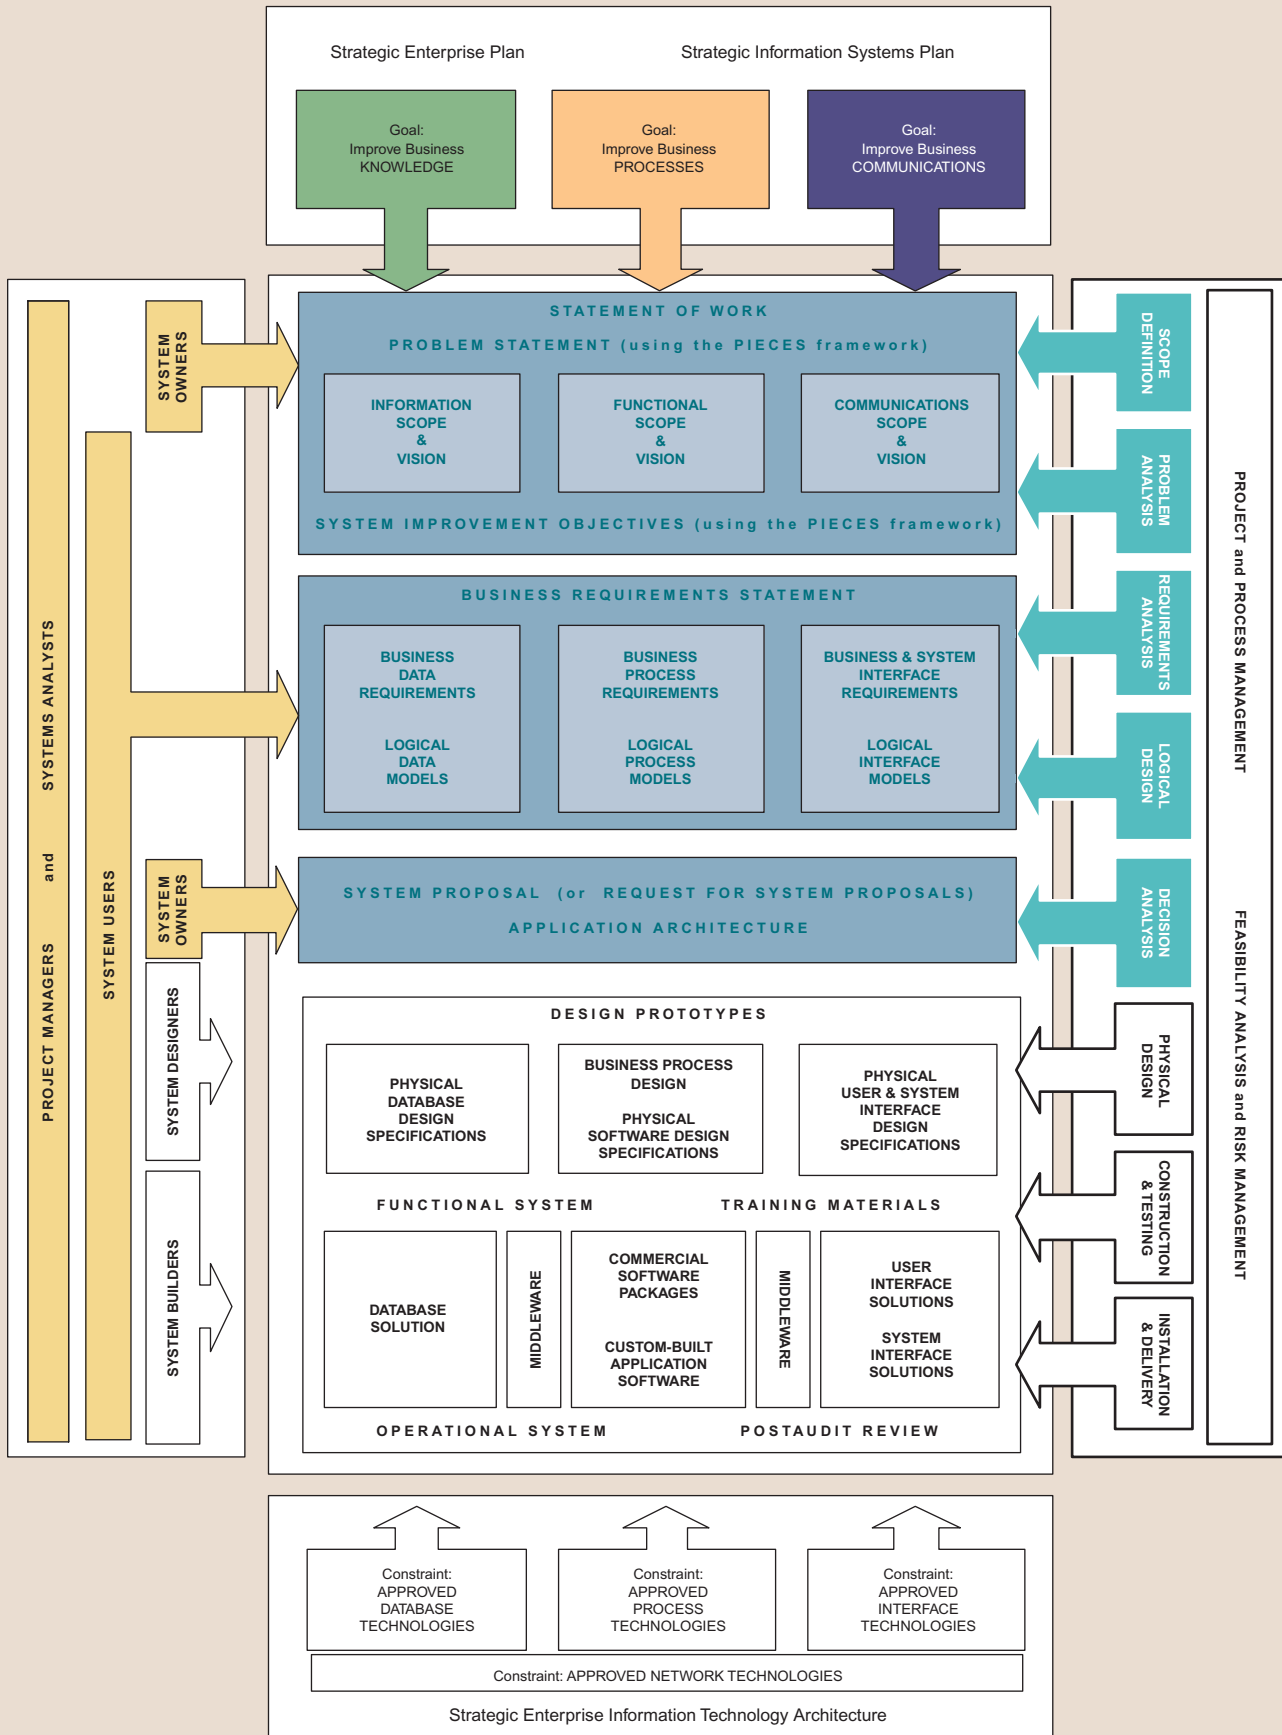 Strategic Enterprise Plan
Strategic Information Systems Plan
Goal:
Improve Business
KNOWLEDGE
Goal:
Improve Business
PROCESSES
Goal:
Improve Business
COMMUNICATIONS
PROJECT MANAGERS and SYSTEMS ANALYSTS
SYSTEM USERS
SYSTEM
OWNERS
SYSTEM
OWNERS
SYSTEM DESIGNERS
SYSTEM BUILDERS
STATEMENT OF WORK
PROBLEM STATEMENT (using the PIECES framework)
INFORMATION
SCOPE
&
VISION
FUNCTIONAL
SCOPE
&
VISION
COMMUNICATIONS
SCOPE
&
VISION
SYSTEM IMPROVEMENT OBJECTIVES (using the PIECES framework)
BUSINESS REQUIREMENTS STATEMENT
BUSINESS
DATA
REQUIREMENTS
LOGICAL
DATA
MODELS
BUSINESS
PROCESS
REQUIREMENTS
LOGICAL
PROCESS
MODELS
BUSINESS & SYSTEM
INTERFACE
REQUIREMENTS
LOGICAL
INTERFACE
MODELS
SYSTEM PROPOSAL (or REQUEST FOR SYSTEM PROPOSALS)
APPLICATION ARCHITECTURE
DESIGN PROTOTYPES
PHYSICAL
DATABASE
DESIGN
SPECIFICATIONS
BUSINESS PROCESS
DESIGN
PHYSICAL
SOFTWARE DESIGN
SPECIFICATIONS
PHYSICAL
USER & SYSTEM
INTERFACE
DESIGN
SPECIFICATIONS
FUNCTIONAL SYSTEM
TRAINING MATERIALS
DATABASE
SOLUTION
MIDDLEWARE
COMMERCIAL
SOFTWARE
PACKAGES
CUSTOM-BUILT
APPLICATION
SOFTWARE
MIDDLEWARE
USER
INTERFACE
SOLUTIONS
SYSTEM
INTERFACE
SOLUTIONS
OPERATIONAL SYSTEM
POSTAUDIT REVIEW
SCOPE
DEFINITION
PROBLEM
ANALYSIS
REQUIREMENTS
ANALYSIS
LOGICAL
DESIGN
DECISION
ANALYSIS
PHYSICAL
DESIGN
CONSTRUCTION
& TESTING
INSTALLATION
& DELIVERY
PROJECT and PROCESS MANAGEMENT
FEASIBILITY ANALYSIS and RISK MANAGEMENT
Constraint:
APPROVED
DATABASE
TECHNOLOGIES
Constraint:
APPROVED
PROCESS
TECHNOLOGIES
Constraint:
APPROVED
INTERFACE
TECHNOLOGIES
Constraint: APPROVED NETWORK TECHNOLOGIES
Strategic Enterprise Information Technology Architecture